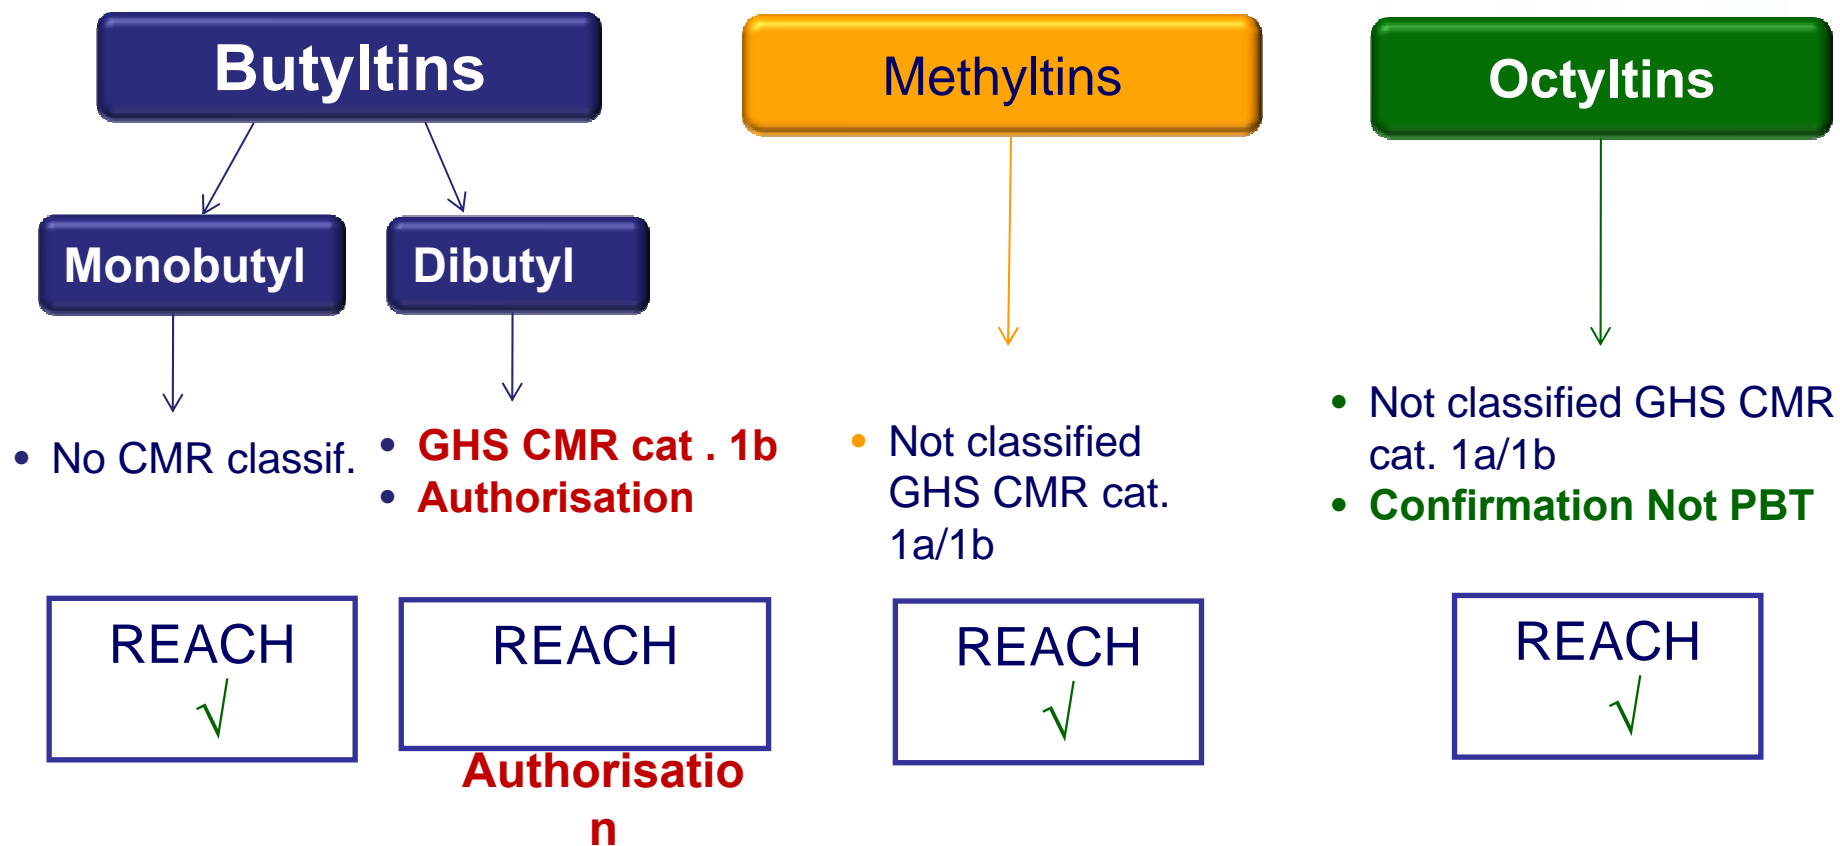 Butyltins
Methyltins
Octyltins
Monobutyl
Dibutyl
• No CMR classif.
• GHS CMR cat . 1b
• Authorisation
• Not classified
GHS CMR cat.
1a/1b
• Not classified GHS CMR
cat. 1a/1b
• Confirmation Not PBT
REACH
√
REACH
Authorisatio
n
REACH
√
REACH
√